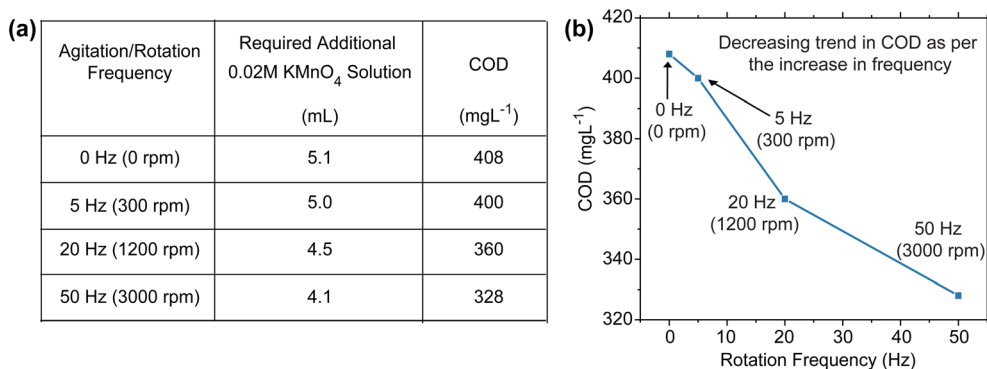 (a)
Agitation/Rotation
Frequency
Required Additional
0.02M KMnO4 Solution
(mL)
COD
(mgL-1)
0 Hz (0 rpm) 5.1 408
5 Hz (300 rpm) 5.0 400
20 Hz (1200 rpm) 4.5 360
50 Hz (3000 rpm) 4.1 328
(b)
Decreasing trend in COD as per
the increase in frequency
0 Hz
(0 rpm)
5 Hz
(300 rpm)
20 Hz
(1200 rpm)
50 Hz
(3000 rpm)
COD (mgL-1)
420
400
380
360
340
320
0 10 20 30 40 50
Rotation Frequency (Hz)